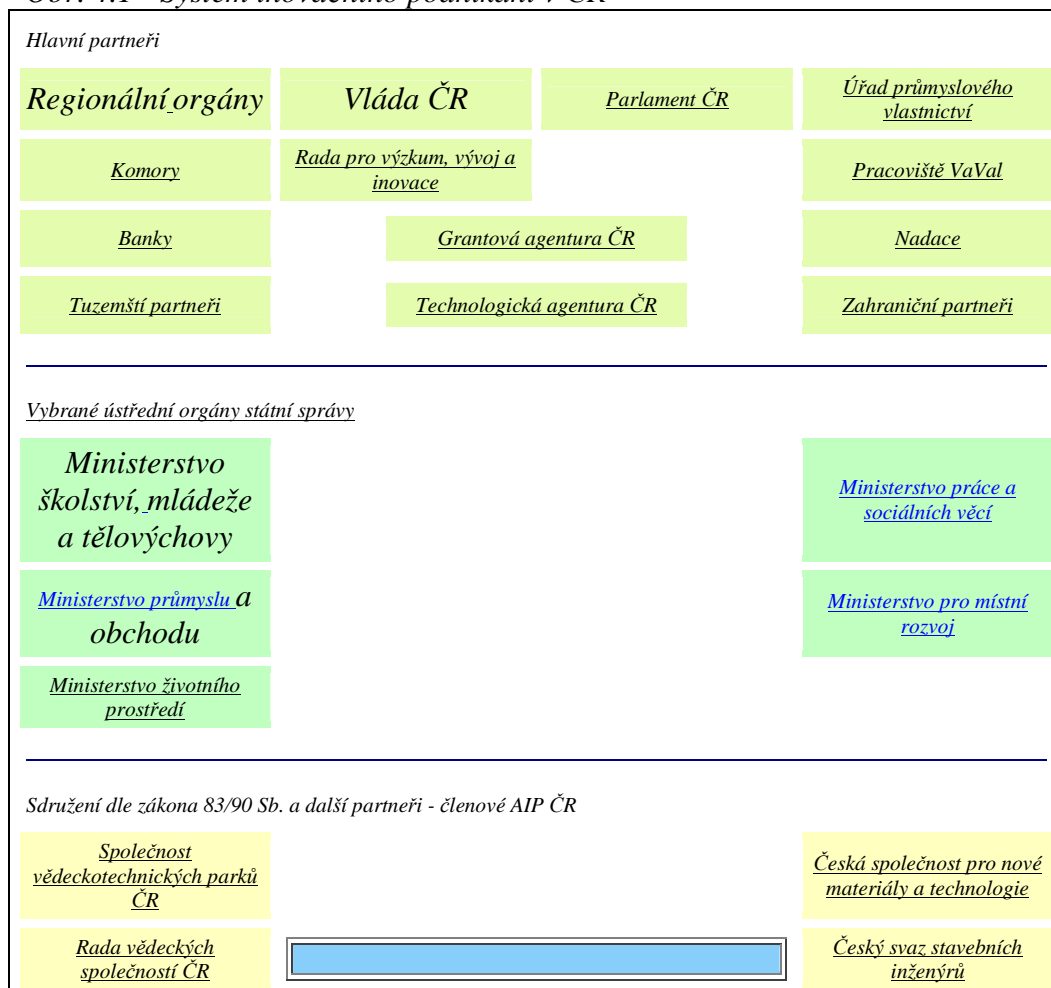 Hlavní partneři
Regionální orgány
Vláda ČR
Parlament ČR
Úřad průmyslového
vlastnictví
Komory
Rada pro výzkum, vývoj a
inovace
Pracoviště VaVal
Banky
Grantová agentura ČR
Nadace
Tuzemští partneři
Technologická agentura ČR
Zahraniční partneři
Vybrané ústřední orgány státní správy
Ministerstvo
školství, mládeže
a tělovýchovy
Ministerstvo práce a
sociálních věcí
Ministerstvo průmyslu a
obchodu
Ministerstvo pro místní
rozvoj
Ministerstvo životního
prostředí
Sdružení dle zákona 83/90 Sb. a další partneři - členové AIP ČR
Společnost
vědeckotechnických parků
ČR
Česká společnost pro nové
materiály a technologie
Rada vědeckých
společností ČR
Český svaz stavebních
inženýrů